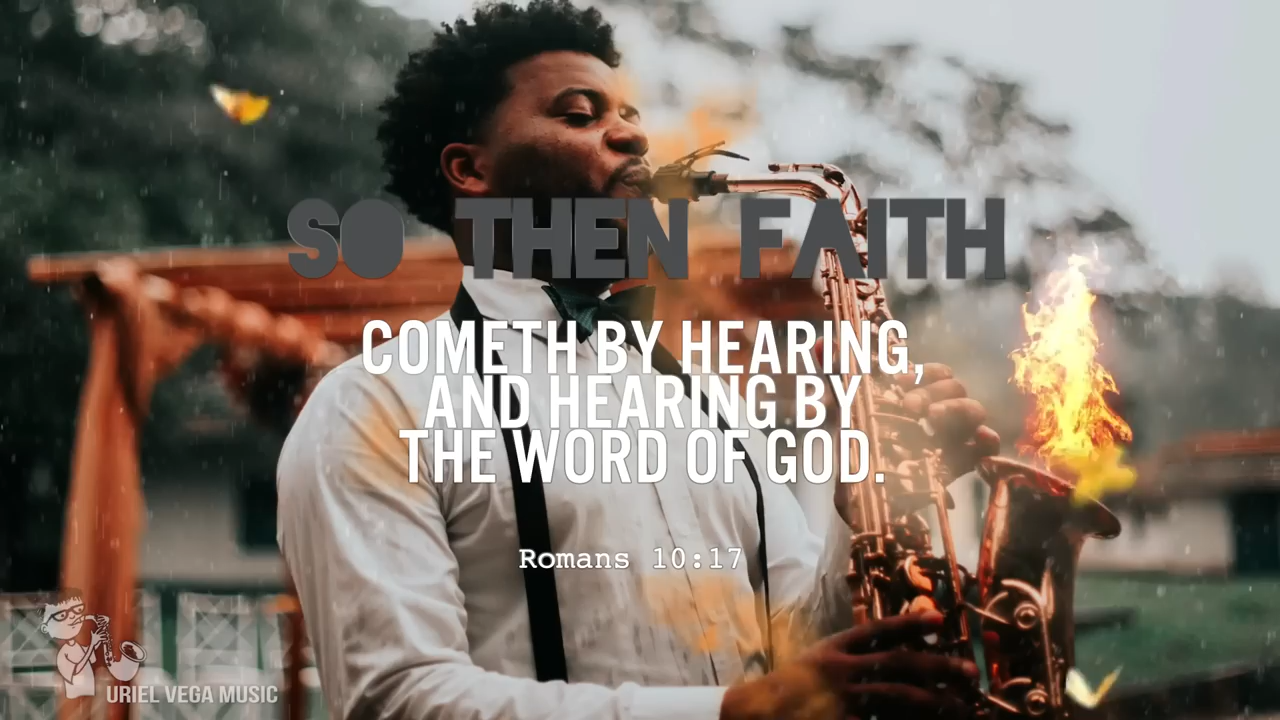 SO THEN FAITH
COMETH BY HEARING,
AND HEARING BY
THE WORD OF GOD.
Romans 10:17
URIEL VEGA MUSIC